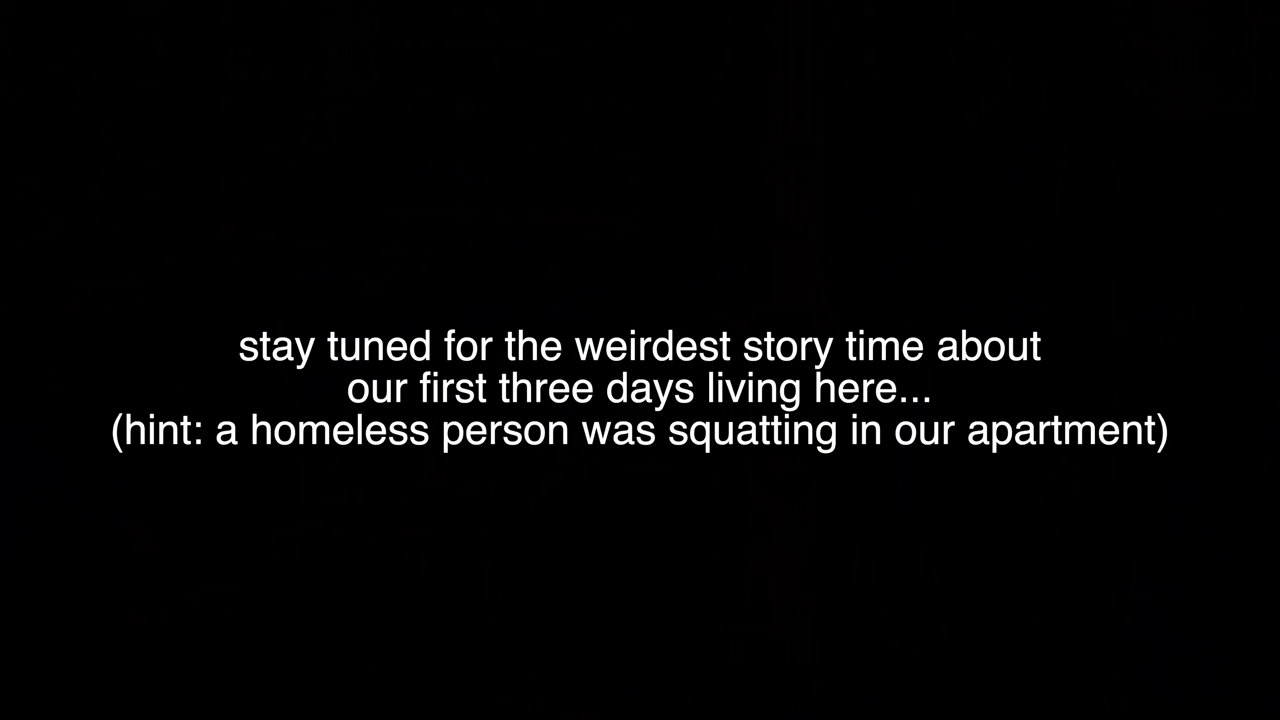 stay tuned for the weirdest story time about
our first three days living here...
(hint: a homeless person was squatting in our apartment)